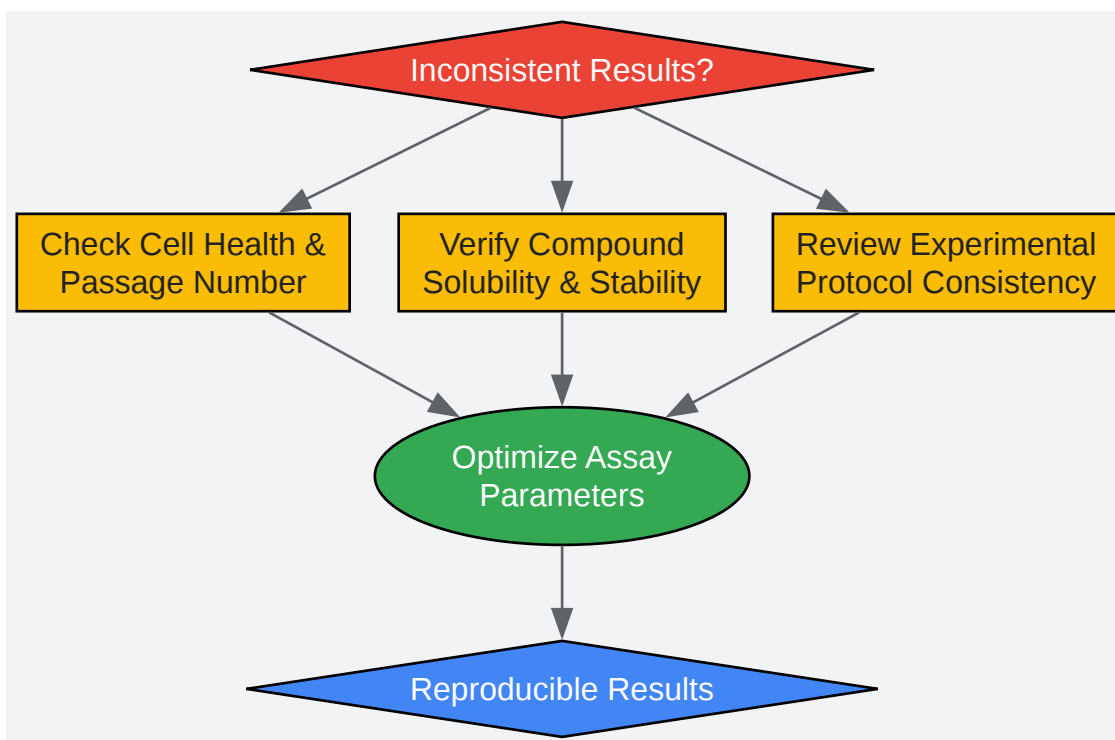 Inconsistent Results?
Check Cell Health &
Passage Number
Verify Compound
Solubility & Stability
Review Experimental
Protocol Consistency
Optimize Assay
Parameters
Reproducible Results